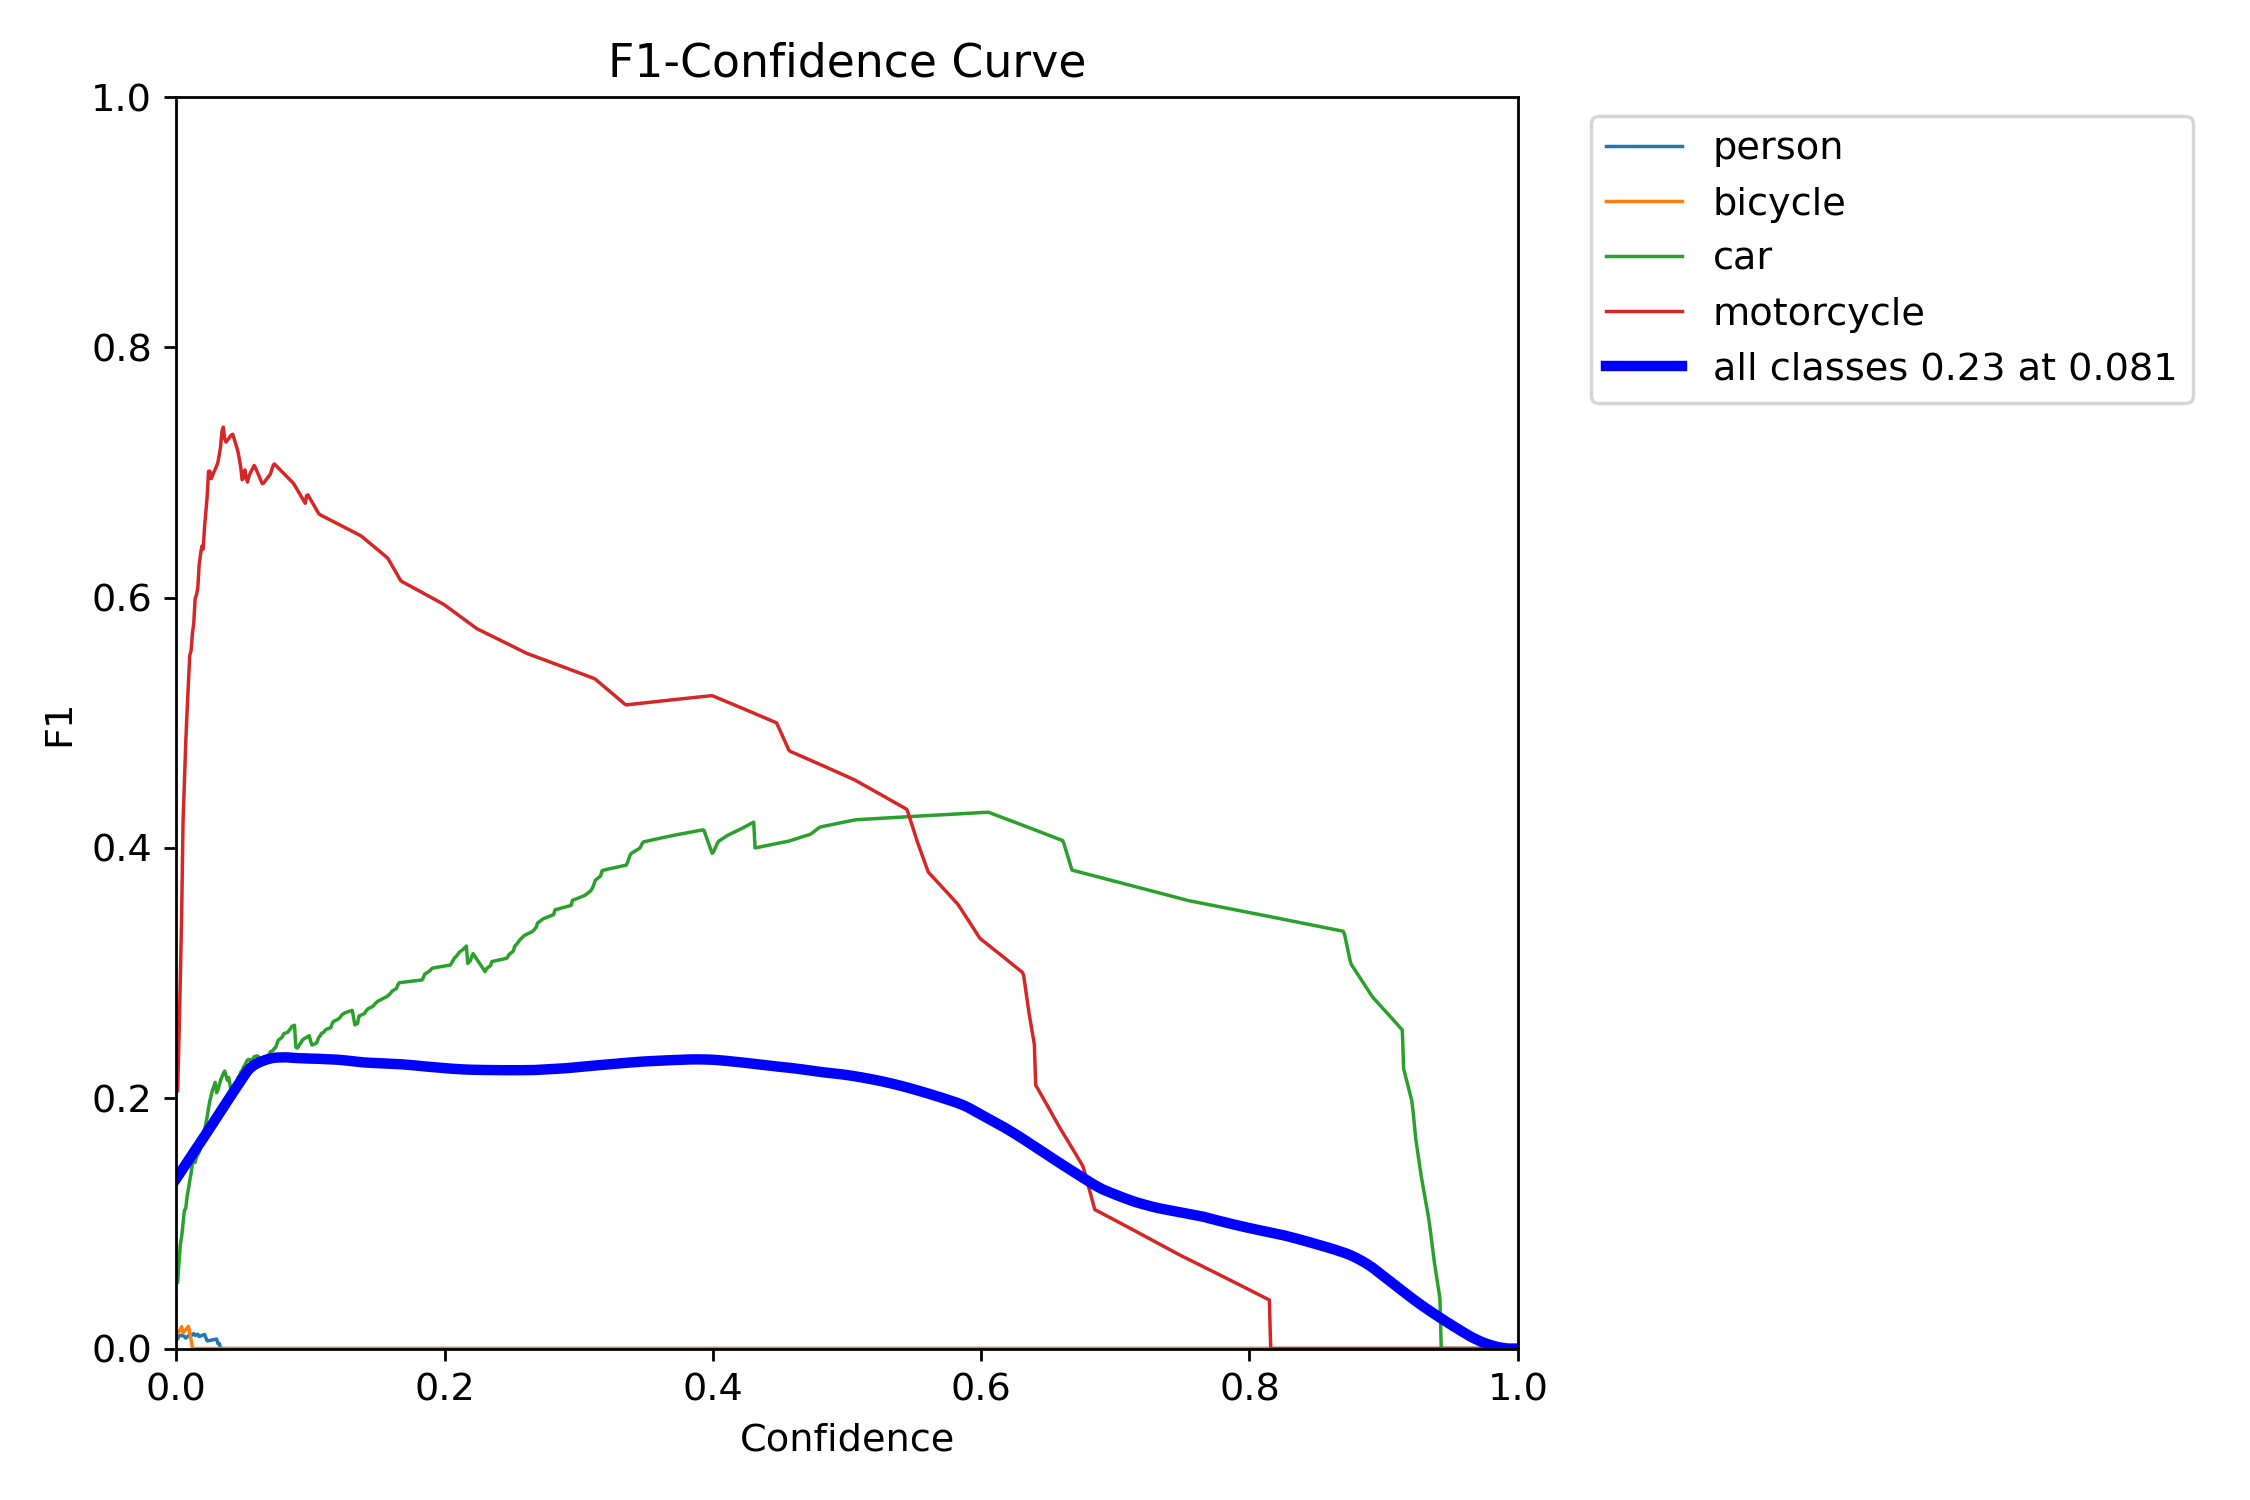 F1-Confidence Curve
1.0
0.8
0.6
0.4
0.2
0.0
F1
0.0 0.2 0.4 0.6 0.8 1.0
Confidence
person
bicycle
car
motorcycle
all classes 0.23 at 0.081